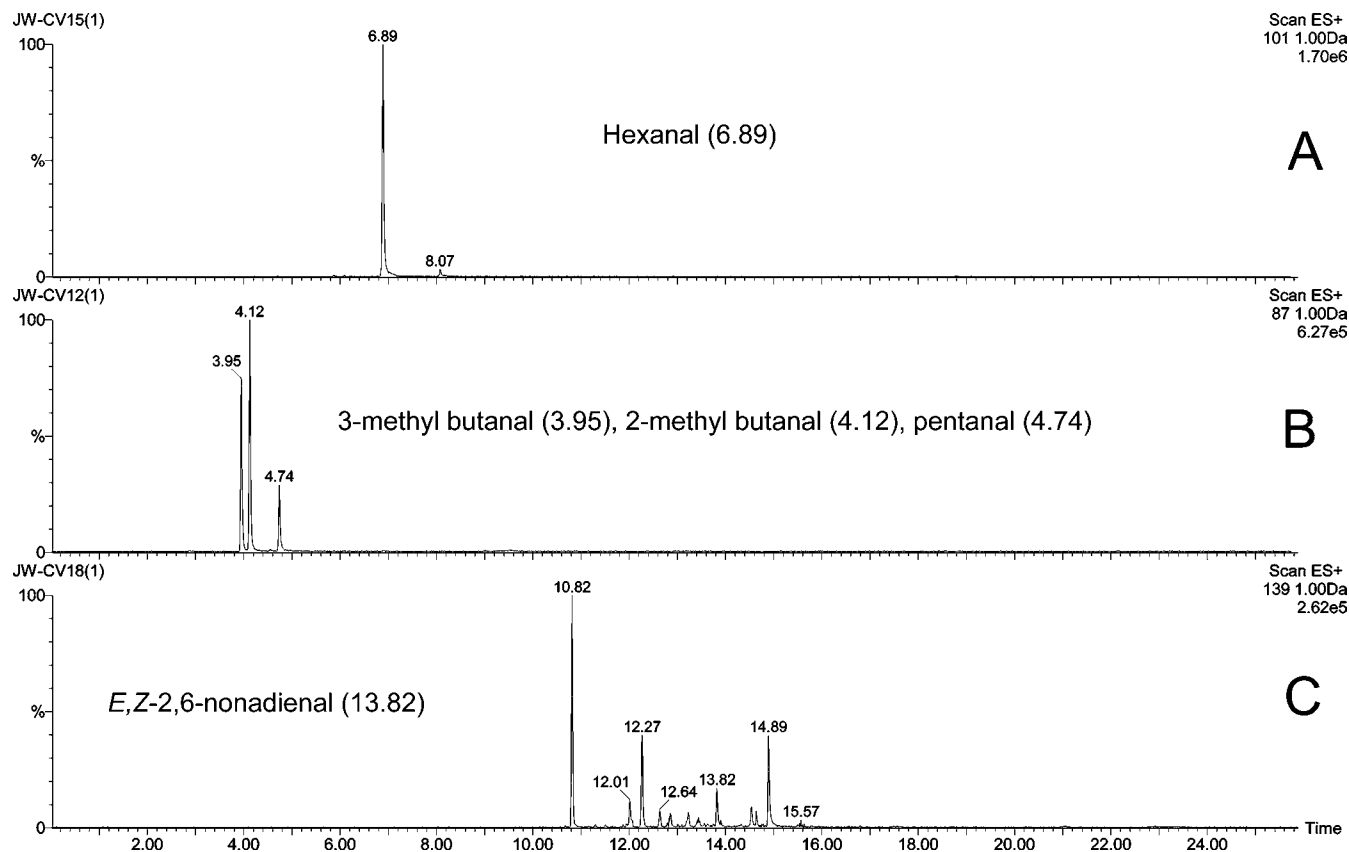 JW-CV15(1)
Scan ES+
101 1.00Da
1.70e6
100
%
0
6.89
8.07
Hexanal (6.89)
A
JW-CV12(1)
Scan ES+
87 1.00Da
6.27e5
100
%
0
3.95
4.12
4.74
3-methyl butanal (3.95), 2-methyl butanal (4.12), pentanal (4.74)
B
JW-CV18(1)
Scan ES+
139 1.00Da
2.62e5
100
%
0
10.82
E,Z-2,6-nonadienal (13.82)
12.01
12.27
12.64
13.82
14.89
15.57
C
Time
2.00 4.00 6.00 8.00 10.00 12.00 14.00 16.00 18.00 20.00 22.00 24.00